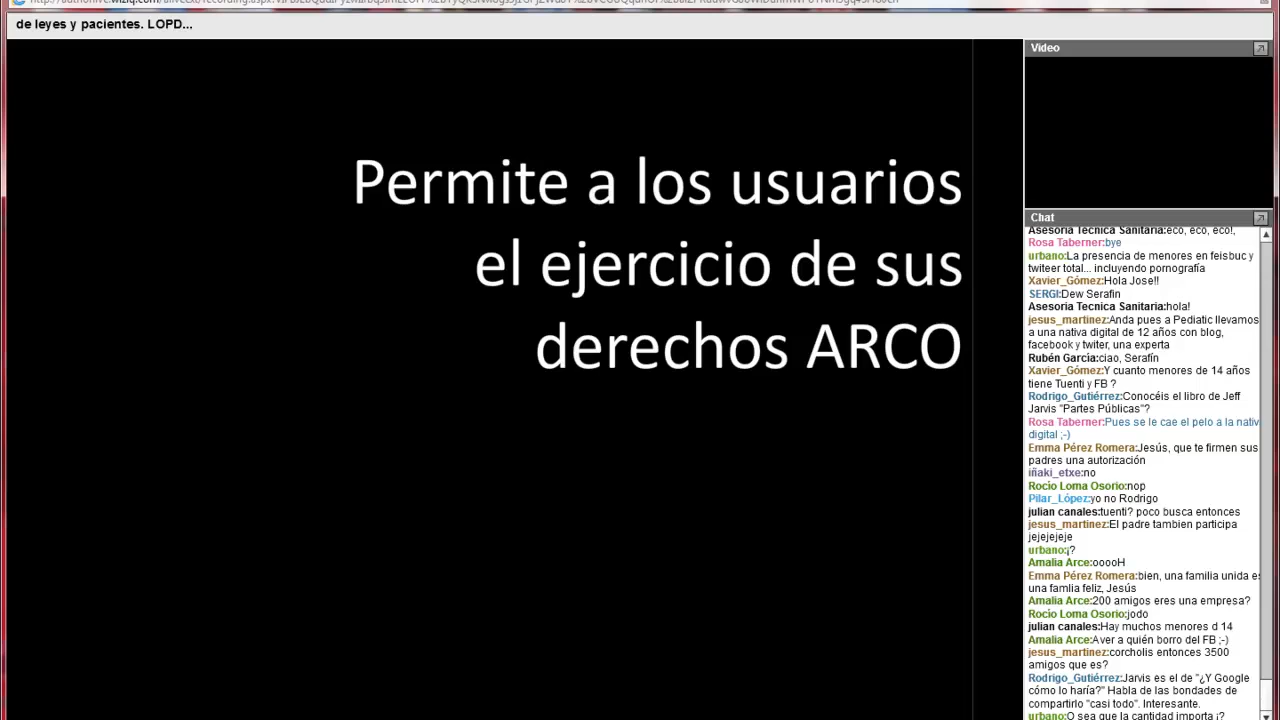 de leyes y pacientes. LOPD...
Permite a los usuarios
el ejercicio de sus
derechos ARCO
Video
Chat
Asesoria Tecnica Sanitaria:eco, eco, eco!,
Rosa Taberner:bye
urbano:La presencia de menores en feisbuc y
twiteer total... incluyendo pornografía
Xavier_Gómez:Hola Jose!!
SERGI:Dew Serafin
Asesoria Tecnica Sanitaria:hola!
jesus_martinez:Anda pues a Pediatic llevamos
a una nativa digital de 12 años con blog,
facebook y twiter, una experta
Rubén García:ciao, Serafín
Xavier_Gómez:Y cuanto menores de 14 años
tiene Tuenti y FB ?
Rodrigo_Gutiérrez:Conocéis el libro de Jeff
Jarvis "Partes Públicas"?
Rosa Taberner:Pues se le cae el pelo a la nativ
digital ;-)
Emma Pérez Romera:Jesús, que te firmen sus
padres una autorización
iñaki_etxe:no
Rocío Loma Osorio:nop
Pilar_López:yo no Rodrigo
julian canales:tuenti? poco busca entonces
jesus_martinez:El padre tambien participa
jejejejeje
urbano:¡?
Amalia Arce:ooooH
Emma Pérez Romera:bien, una familia unida es
una famlia feliz, Jesús
Amalia Arce:200 amigos eres una empresa?
Rocío Loma Osorio:jodo
julian canales:Hay muchos menores d 14
Amalia Arce:Aver a quién borro del FB ;-)
jesus_martinez:corcholis entonces 3500
amigos que es?
Rodrigo_Gutiérrez:Jarvis es el de "¿Y Google
cómo lo haría?" Habla de las bondades de
compartirlo "casi todo". Interesante.
urbano:O sea que la cantidad importa ¡?